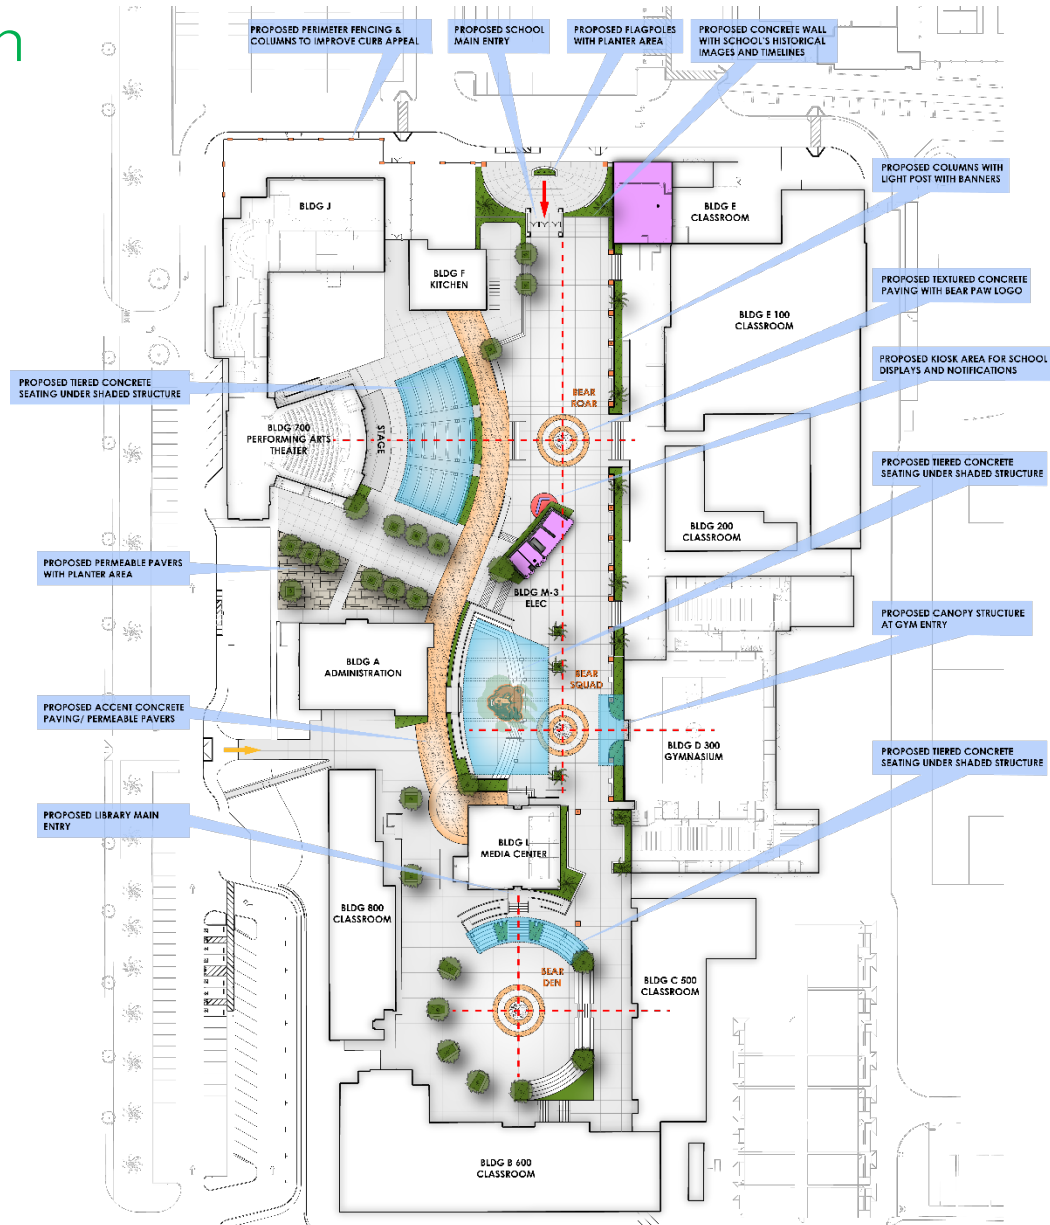 n
PROPOSED PERIMETER FENCING &
COLUMNS TO IMPROVE CURB APPEAL
PROPOSED SCHOOL
MAIN ENTRY
PROPOSED FLAGPOLES
WITH PLANTER AREA
PROPOSED CONCRETE WALL
WITH SCHOOL'S HISTORICAL
IMAGES AND TIMELINES
PROPOSED COLUMNS WITH
LIGHT POST WITH BANNERS
BLDG J
BLDG E
CLASSROOM
BLDG F
KITCHEN
PROPOSED TEXTURED CONCRETE
PAVING WITH BEAR PAW LOGO
BLDG E 100
CLASSROOM
PROPOSED KIOSK AREA FOR SCHOOL
DISPLAYS AND NOTIFICATIONS
PROPOSED TIERED CONCRETE
SEATING UNDER SHADED STRUCTURE
BEAR
ROAR
BLDG 700
PERFORMING ARTS
THEATER
STAGE
PROPOSED TIERED CONCRETE
SEATING UNDER SHADED STRUCTURE
BLDG 200
CLASSROOM
PROPOSED PERMEABLE PAVERS
WITH PLANTER AREA
BLDG M-3
ELEC
PROPOSED CANOPY STRUCTURE
AT GYM ENTRY
BLDG A
ADMINISTRATION
BEAR
SQUAD
PROPOSED ACCENT CONCRETE
PAVING/ PERMEABLE PAVERS
BLDG D 300
GYMNASIUM
PROPOSED TIERED CONCRETE
SEATING UNDER SHADED STRUCTURE
PROPOSED LIBRARY MAIN
ENTRY
BLDG L
MEDIA CENTER
BLDG 800
CLASSROOM
BEAR
DEN
BLDG C 500
CLASSROOM
BLDG B 600
CLASSROOM